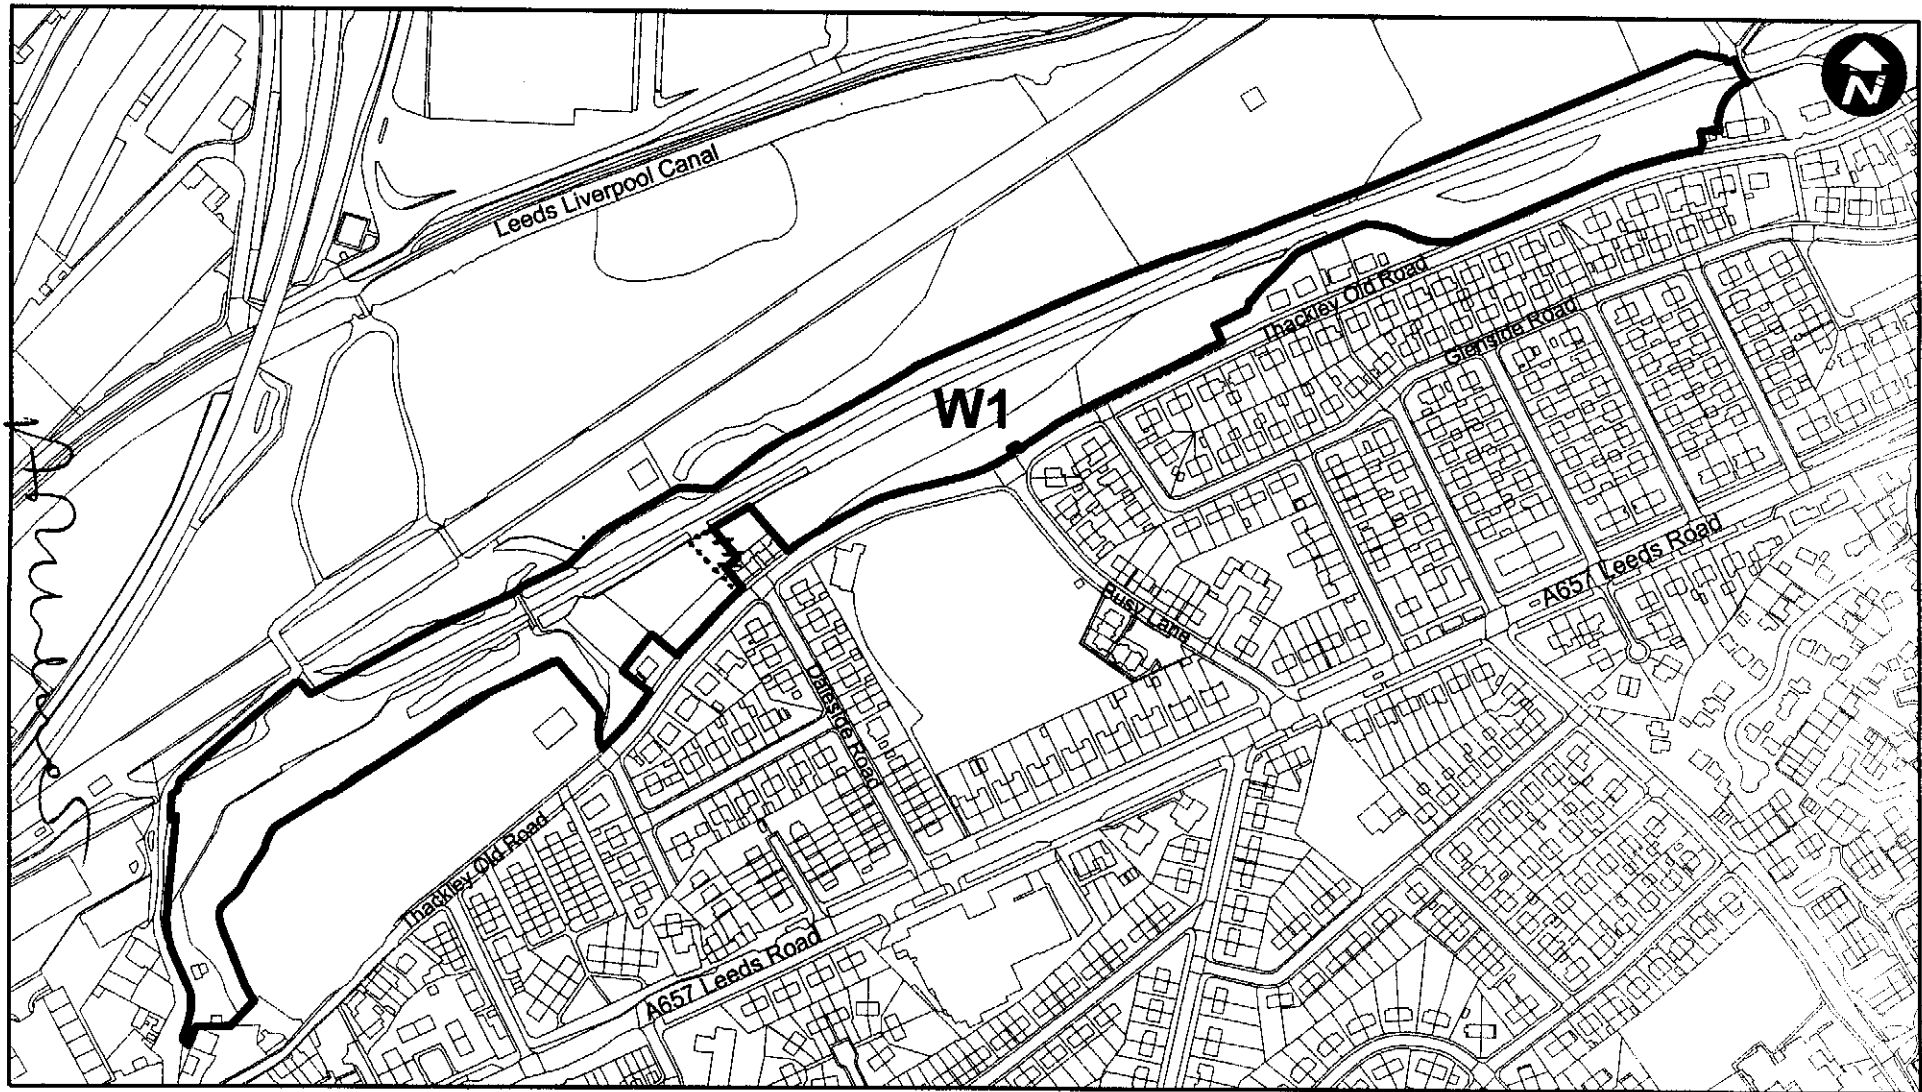 N
Leeds Liverpool Canal
Thackley Old Road
Glenside Road
W1
A657 Leeds Road
Busy Lane
Daleside Road
Thackley Old Road
A657 Leeds Road